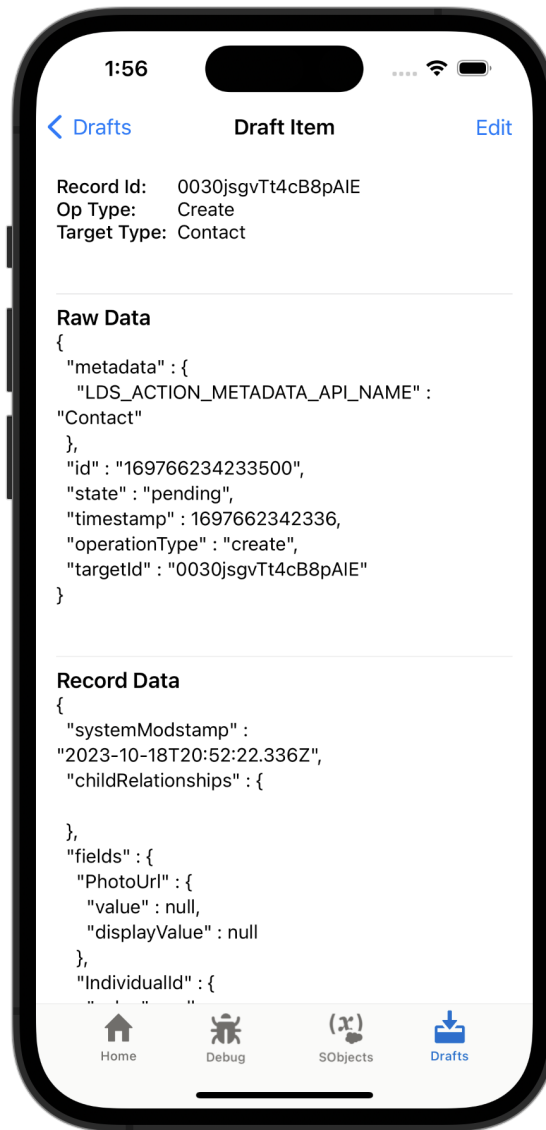 1:56
Drafts
Draft Item
Edit
Record Id: 0030jsgvTt4cB8pAIE
Op Type: Create
Target Type: Contact
Raw Data
{
"metadata" : {
"LDS_ACTION_METADATA_API_NAME" :
"Contact"
},
"id" : "169766234233500",
"state" : "pending",
"timestamp" : 1697662342336,
"operationType" : "create",
"targetId" : "0030jsgvTt4cB8pAIE"
}
Record Data
{
"systemModstamp" :
"2023-10-18T20:52:22.336Z",
"childRelationships" : {
},
"fields" : {
"PhotoUrl" : {
"value" : null,
"displayValue" : null
},
"IndividualId" : {
(x)
Home
Debug
SObjects
Drafts